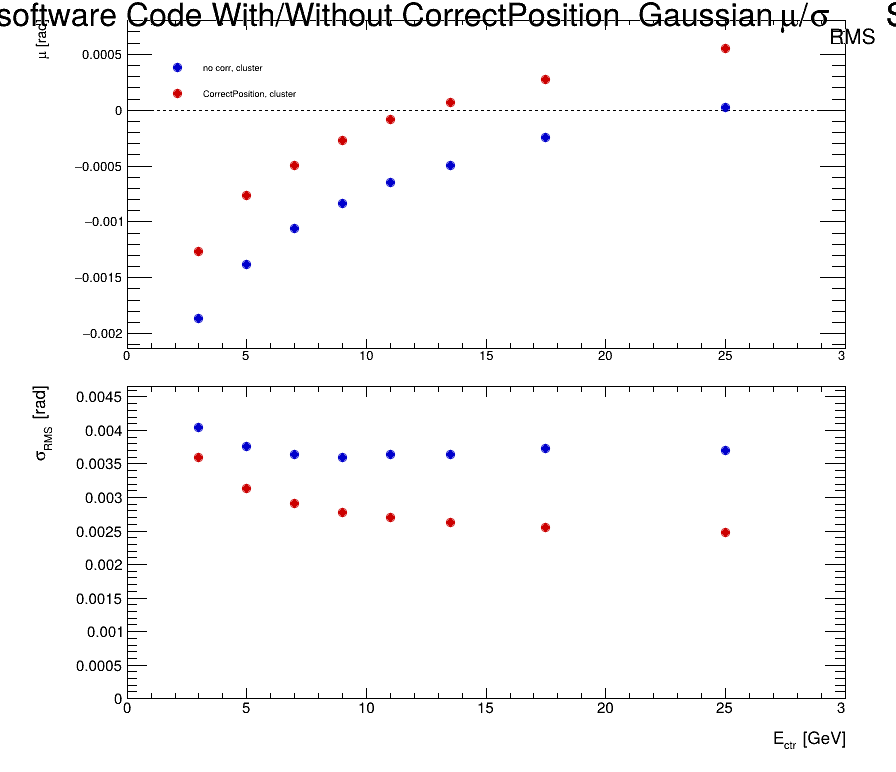 software Code With/Without CorrectPosition Gaussian μ/σ_RMS S
μ [rad]
0.0005
0
−0.0005
−0.001
−0.0015
−0.002
no corr, cluster
CorrectPosition, cluster
0 5 10 15 20 25 3
σ_RMS [rad]
0.0045
0.004
0.0035
0.003
0.0025
0.002
0.0015
0.001
0.0005
0
0 5 10 15 20 25 3
E_ctr [GeV]